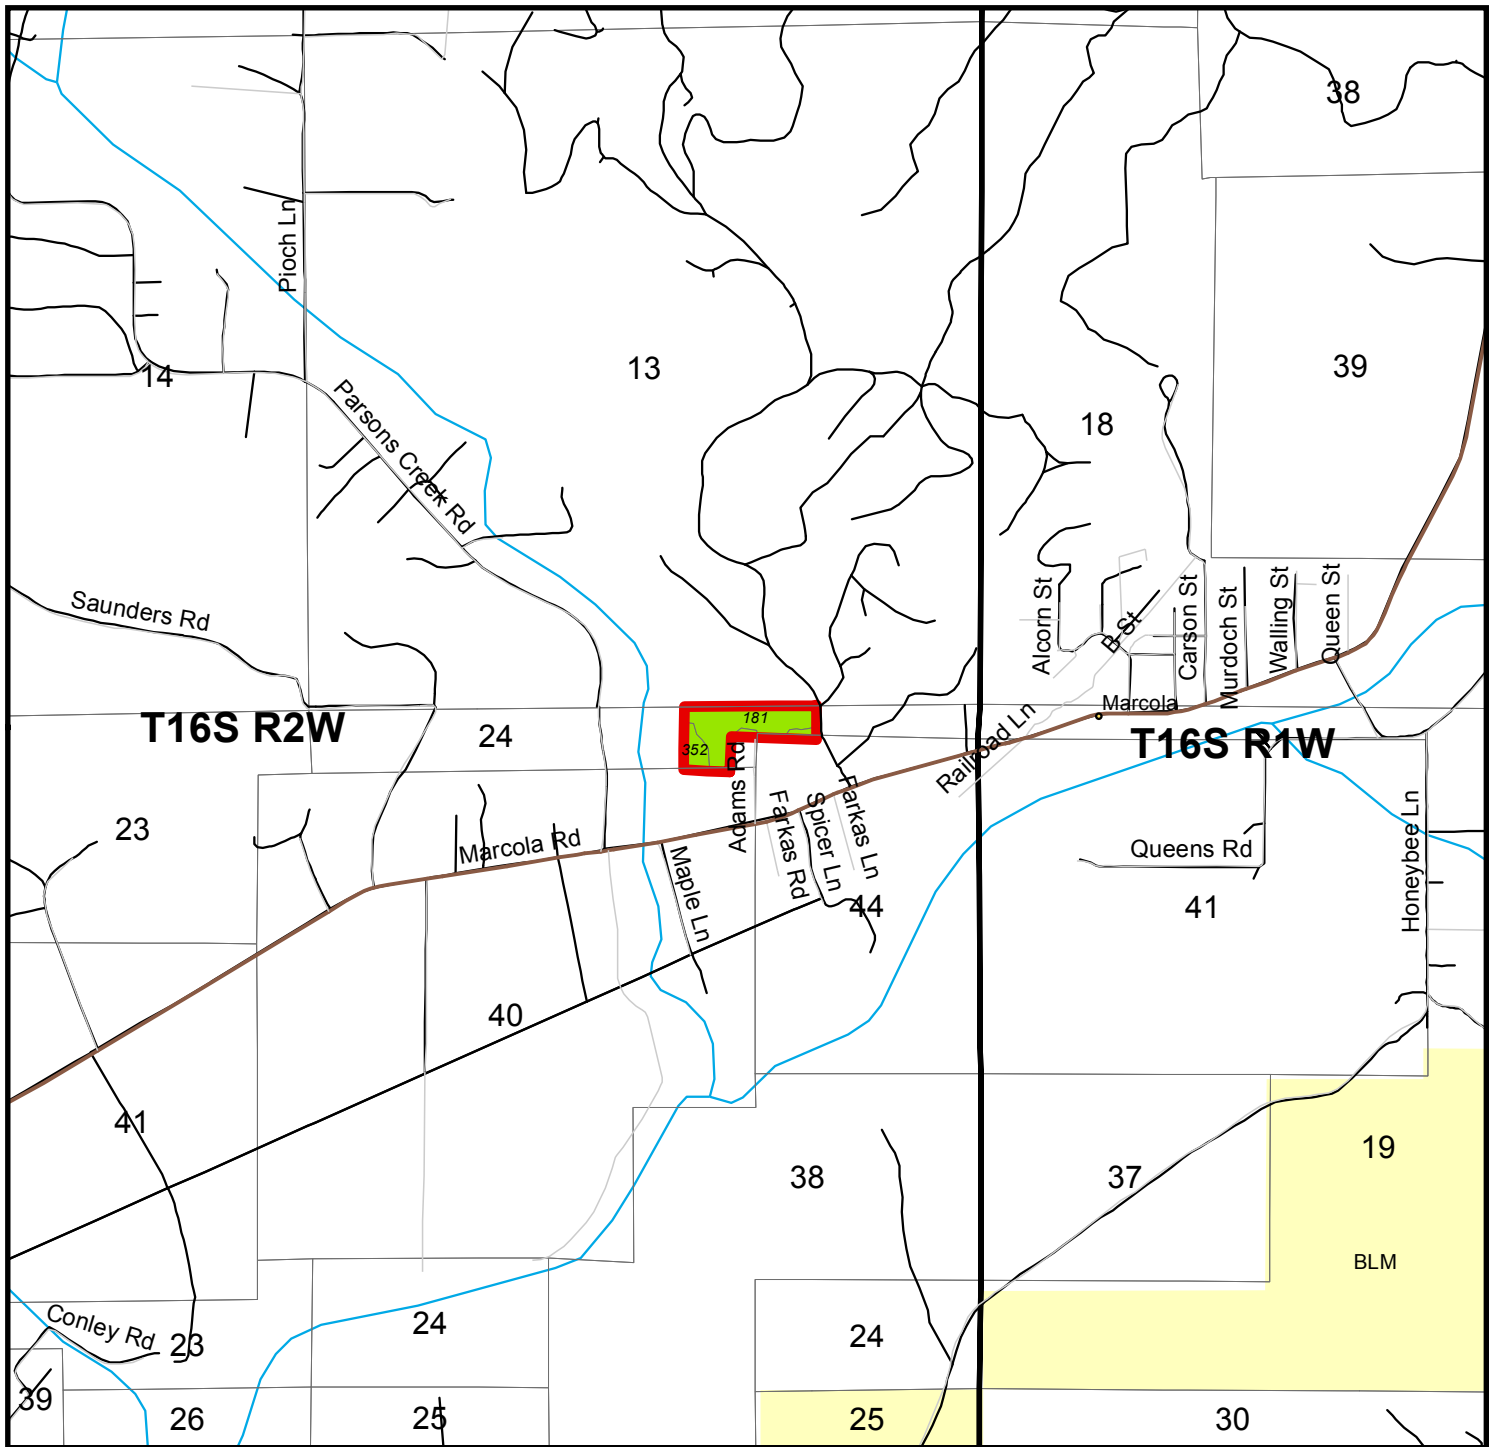 38
Pioch Ln
13
14
39
Parsons Creek Rd
18
Saunders Rd
Alcorn St
B St
Carson St
Murdoch St
Walling St
Queen St
Marcola
T16S R2W
24
181
352
T16S R1W
Railroad Ln
Adams Rd
Farkas Rd
Spicer Ln
Farkas Ln
23
Marcola Rd
Maple Ln
Queens Rd
Honeybee Ln
44
41
40
41
38
37
19
BLM
Conley Rd
23
24
24
39
26
25
25
30